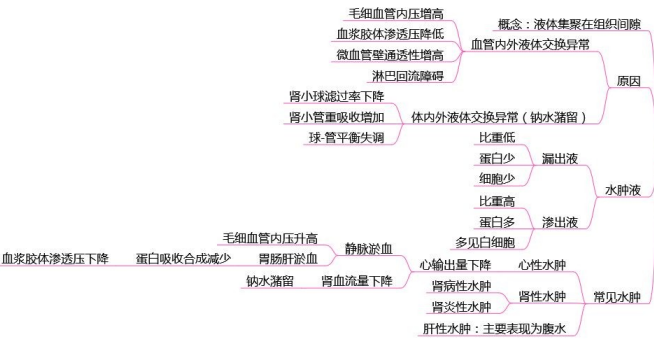 概念：液体集聚在组织间隙
原因
血管内外液体交换异常
毛细血管内压增高
血浆胶体渗透压降低
微血管壁通透性增高
淋巴回流障碍
体内外液体交换异常（钠水潴留）
肾小球滤过率下降
肾小管重吸收增加
球-管平衡失调
水肿液
漏出液
比重低
蛋白少
细胞少
渗出液
比重高
蛋白多
多见白细胞
常见水肿
心性水肿
心输出量下降
静脉淤血
毛细血管内压升高
胃肠肝淤血
蛋白吸收合成减少
血浆胶体渗透压下降
肾血流量下降
钠水潴留
肾性水肿
肾病性水肿
肾炎性水肿
肝性水肿：主要表现为腹水